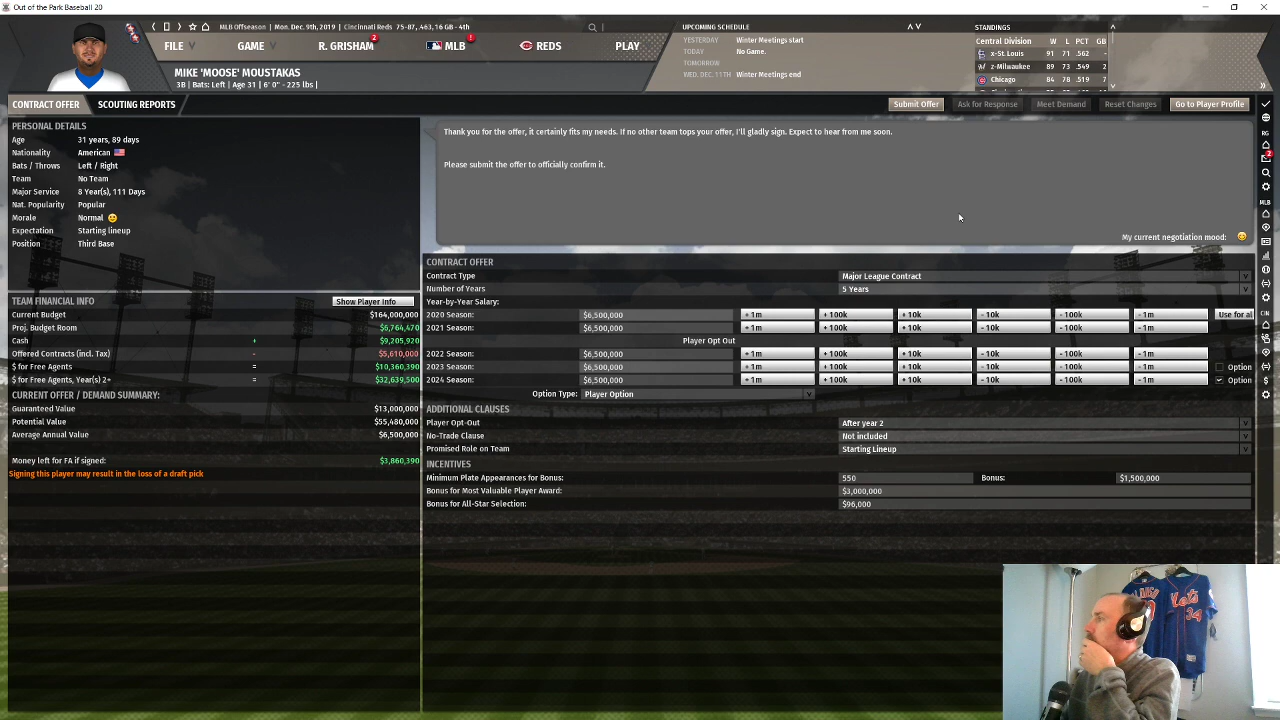 Out of the Park Baseball 20
MLB Offseason | Mon. Dec. 9th, 2019 | Cincinnati Reds 75-87, .463, 16 GB - 4th
FILE GAME R. GRISHAM 2 MLB ! REDS PLAY
UPCOMING SCHEDULE
YESTERDAY Winter Meetings start
TODAY No Game.
TOMORROW
WED. DEC. 11TH Winter Meetings end
STANDINGS
Central Division W L PCT GB
x-St.Louis 91 71 .562 -
z-Milwaukee 89 73 .549 2
Chicago 84 78 .519 7
MIKE 'MOOSE' MOUSTAKAS
3B | Bats: Left | Age 31 | 6' 0" - 225 lbs |
CONTRACT OFFER SCOUTING REPORTS
Submit Offer Ask for Response Meet Demand Reset Changes Go to Player Profile
PERSONAL DETAILS
Age 31 years, 89 days
Nationality American
Bats / Throws Left / Right
Team No Team
Major Service 8 Year(s), 111 Days
Nat. Popularity Popular
Morale Normal
Expectation Starting lineup
Position Third Base
Thank you for the offer, it certainly fits my needs. If no other team tops your offer, I'll gladly sign. Expect to hear from me soon.
Please submit the offer to officially confirm it.
My current negotiation mood:
TEAM FINANCIAL INFO Show Player Info
Current Budget $164,000,000
Proj. Budget Room $6,764,470
Cash + $9,205,920
Offered Contracts (incl. Tax) - $5,610,000
$ for Free Agents = $10,360,390
$ for Free Agents, Year(s) 2+ = $32,639,500
CURRENT OFFER / DEMAND SUMMARY:
Guaranteed Value $13,000,000
Potential Value $55,480,000
Average Annual Value $6,500,000
Money left for FA if signed: $3,860,390
Signing this player may result in the loss of a draft pick
CONTRACT OFFER
Contract Type Major League Contract
Number of Years 5 Years
Year-by-Year Salary:
2020 Season: $6,500,000 + 1m + 100k + 10k - 10k - 100k - 1m Use for al
2021 Season: $6,500,000 + 1m + 100k + 10k - 10k - 100k - 1m
Player Opt Out
2022 Season: $6,500,000 + 1m + 100k + 10k - 10k - 100k - 1m
2023 Season: $6,500,000 + 1m + 100k + 10k - 10k - 100k - 1m Option
2024 Season: $6,500,000 + 1m + 100k + 10k - 10k - 100k - 1m Option
Option Type: Player Option
ADDITIONAL CLAUSES
Player Opt-Out After year 2
No-Trade Clause Not included
Promised Role on Team Starting Lineup
INCENTIVES
Minimum Plate Appearances for Bonus: 550 Bonus: $1,500,000
Bonus for Most Valuable Player Award: $3,000,000
Bonus for All-Star Selection: $96,000
RG
2
MLB
CIN
Mets
34